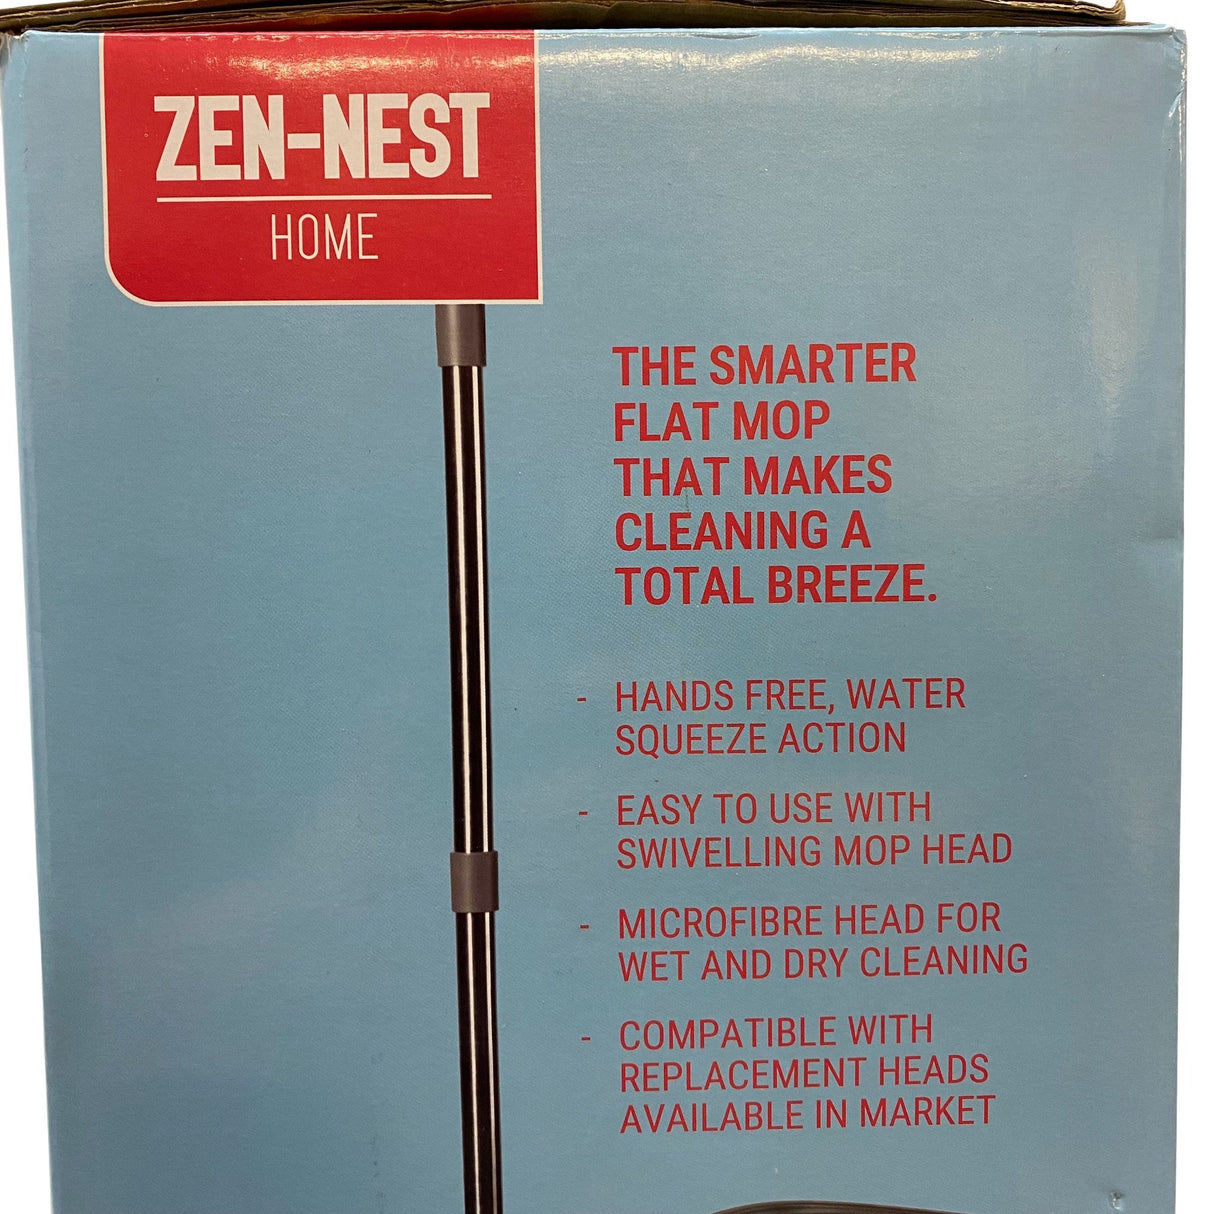 ZEN-NEST
HOME
THE SMARTER
FLAT MOP
THAT MAKES
CLEANING A
TOTAL BREEZE.
- HANDS FREE, WATER
SQUEEZE ACTION
- EASY TO USE WITH
SWIVELLING MOP HEAD
- MICROFIBRE HEAD FOR
WET AND DRY CLEANING
- COMPATIBLE WITH
REPLACEMENT HEADS
AVAILABLE IN MARKET